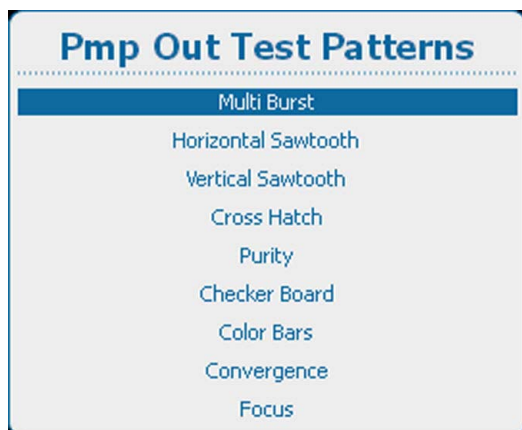 Pmp Out Test Patterns
Multi Burst
Horizontal Sawtooth
Vertical Sawtooth
Cross Hatch
Purity
Checker Board
Color Bars
Convergence
Focus